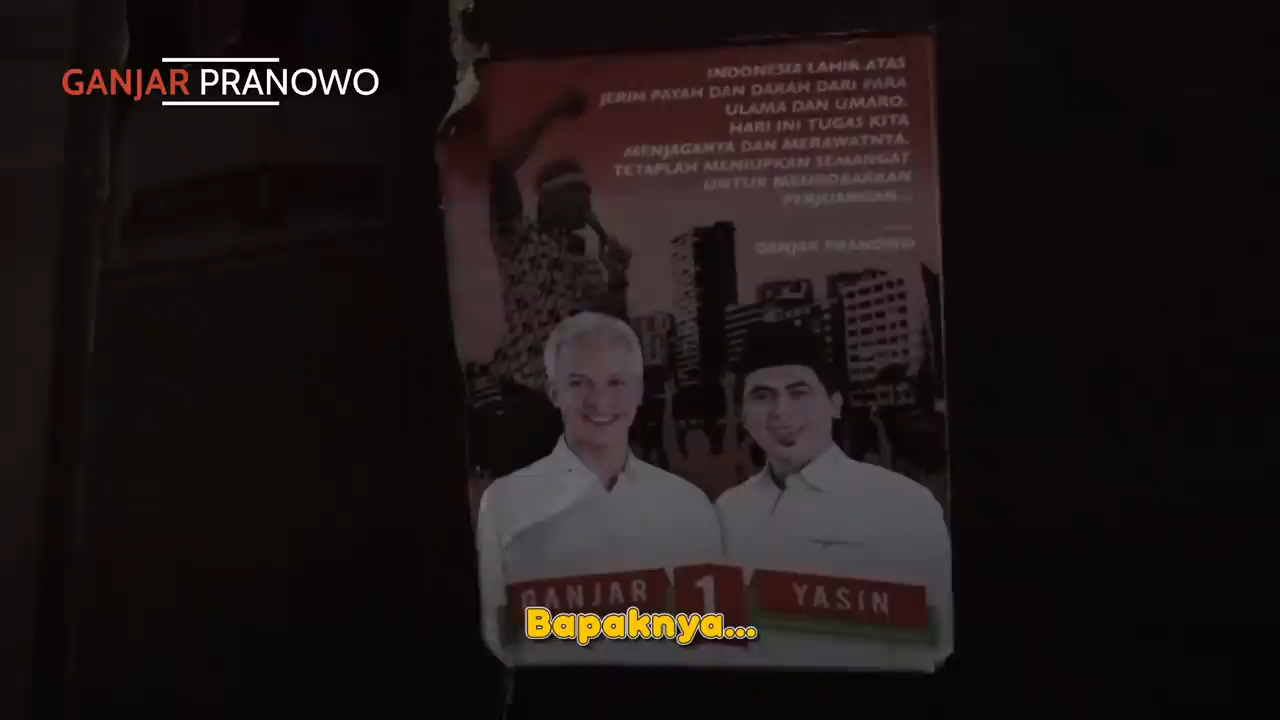 GANJAR PRANOWO
INDONESIA LAHIR ATAS
JERIH PAYAH DAN DARAH DARI PARA
ULAMA DAN UMARO.
HARI INI TUGAS KITA
MENJAGANYA DAN MERAWATNYA.
TETAPLAH MENIUPKAN SEMANGAT
UNTUK MENGOBARKAN
PERJUANGAN...
GANJAR PRANOWO
GANJAR 1 YASIN
Bapaknya...